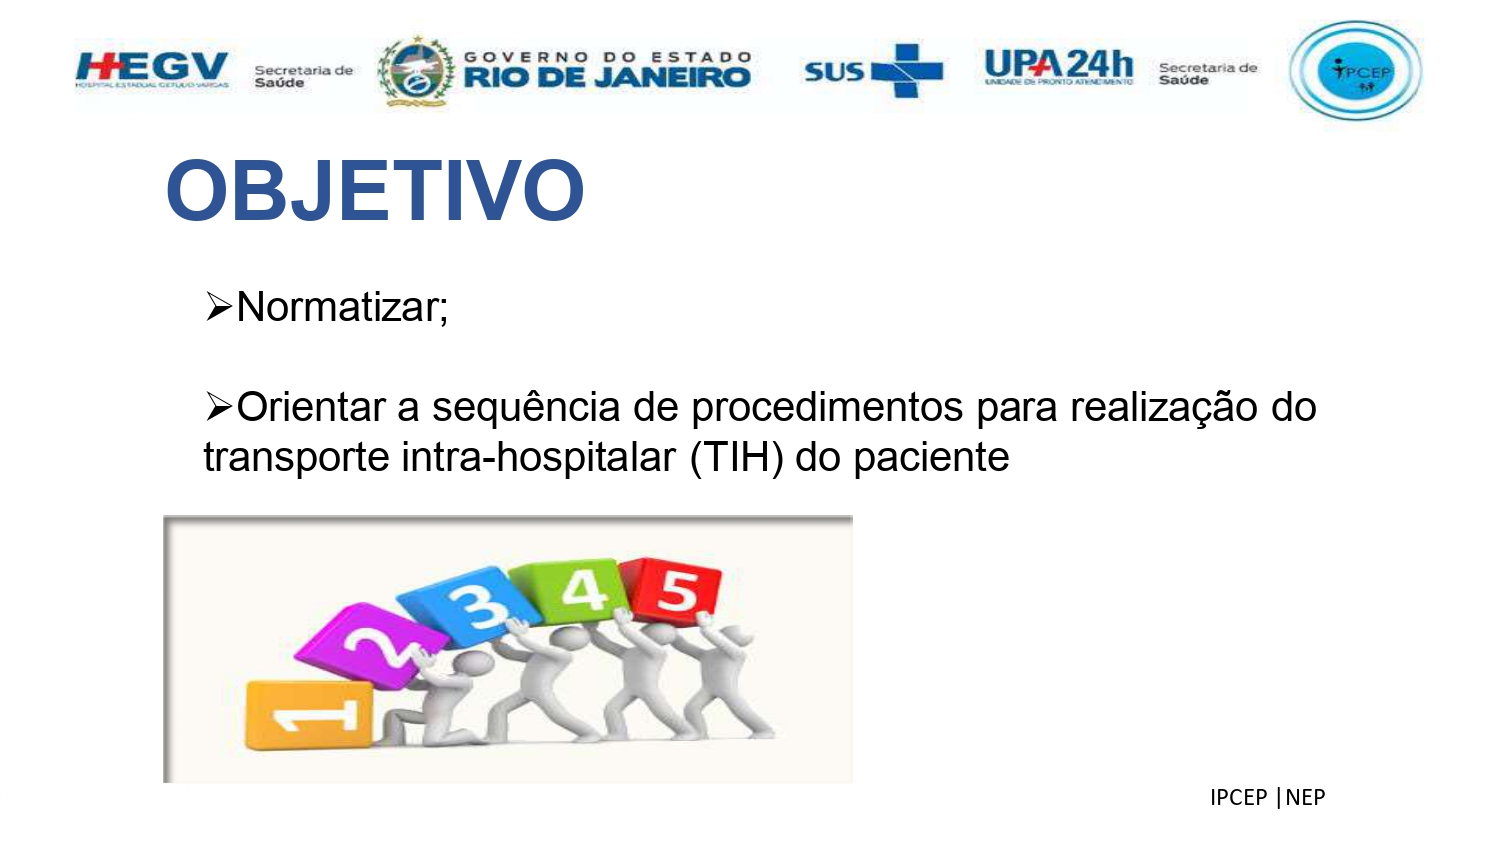 HEGV
HOSPITAL ESTADUAL GETULIO VARGAS
Secretaria de
Saúde
GOVERNO DO ESTADO
RIO DE JANEIRO
SUS
UPA 24h
UNIDADE DE PRONTO ATENDIMENTO
Secretaria de
Saúde
IPCEP
OBJETIVO
➢Normatizar;
➢Orientar a sequência de procedimentos para realização do
transporte intra-hospitalar (TIH) do paciente
1 2 3 4 5
IPCEP |NEP